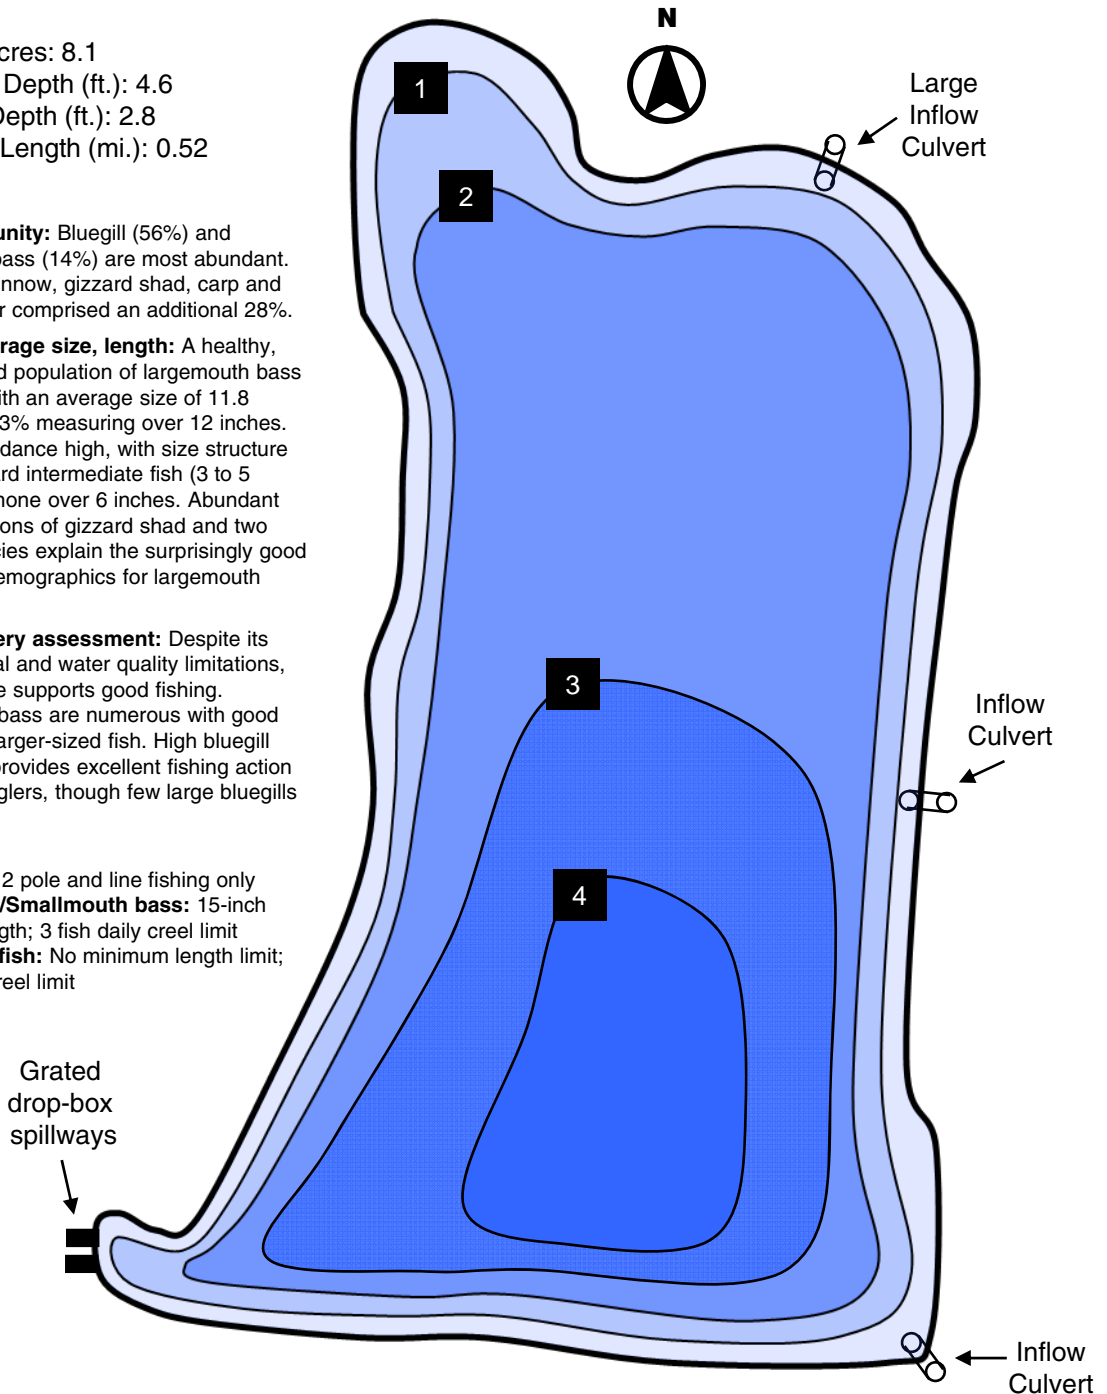 N
cres: 8.1
Depth (ft.): 4.6
Depth (ft.): 2.8
Length (mi.): 0.52
Large
Inflow
Culvert
1
2
unity: Bluegill (56%) and
bass (14%) are most abundant.
nnow, gizzard shad, carp and
r comprised an additional 28%.
rage size, length: A healthy,
d population of largemouth bass
ith an average size of 11.8
3% measuring over 12 inches.
dance high, with size structure
ard intermediate fish (3 to 5
none over 6 inches. Abundant
ons of gizzard shad and two
cies explain the surprisingly good
emographics for largemouth
ery assessment: Despite its
al and water quality limitations,
e supports good fishing.
bass are numerous with good
arger-sized fish. High bluegill
provides excellent fishing action
glers, though few large bluegills
3
Inflow
Culvert
2 pole and line fishing only
/Smallmouth bass: 15-inch
gth; 3 fish daily creel limit
fish: No minimum length limit;
reel limit
4
Grated
drop-box
spillways
Inflow
Culvert